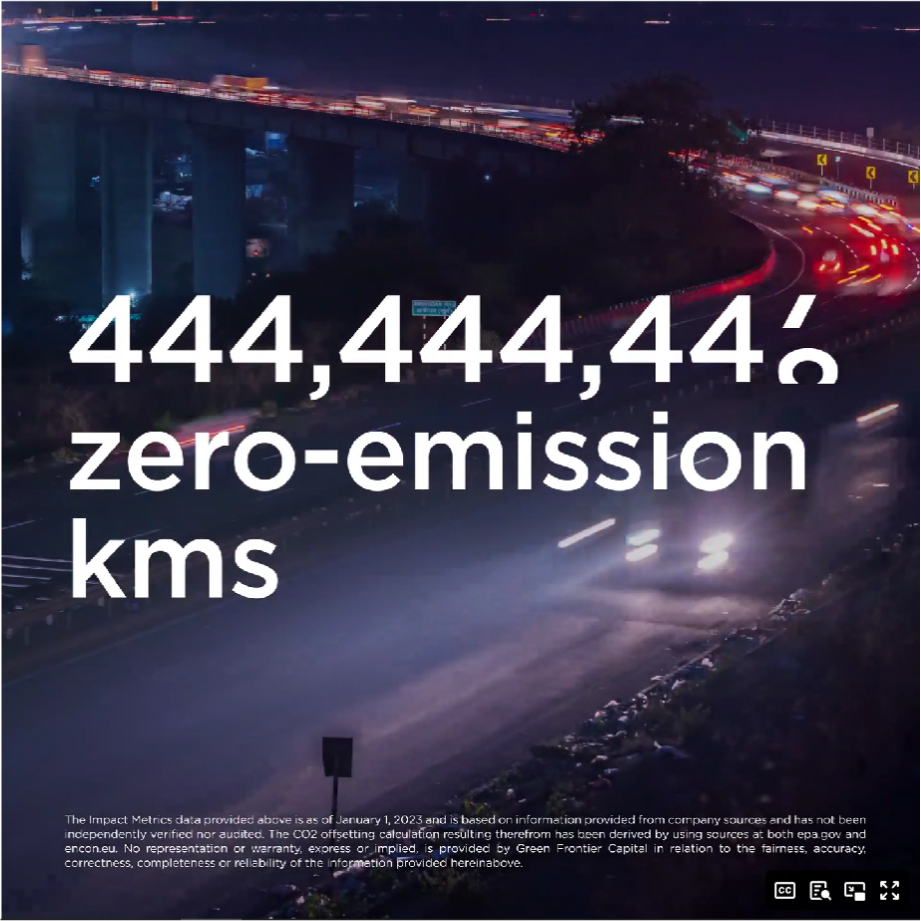 444,444,44
zero-emission
kms
The Impact Metrics data provided above is as of January 1, 2023 and is based on information provided from company sources and has not been
independently verified nor audited. The CO2 offsetting calculation resulting therefrom has been derived by using sources at both epa.gov and
encon.eu. No representation or warranty, express or implied, is provided by Green Frontier Capital in relation to the fairness, accuracy,
correctness, completeness or reliability of the information provided hereinabove.
CC